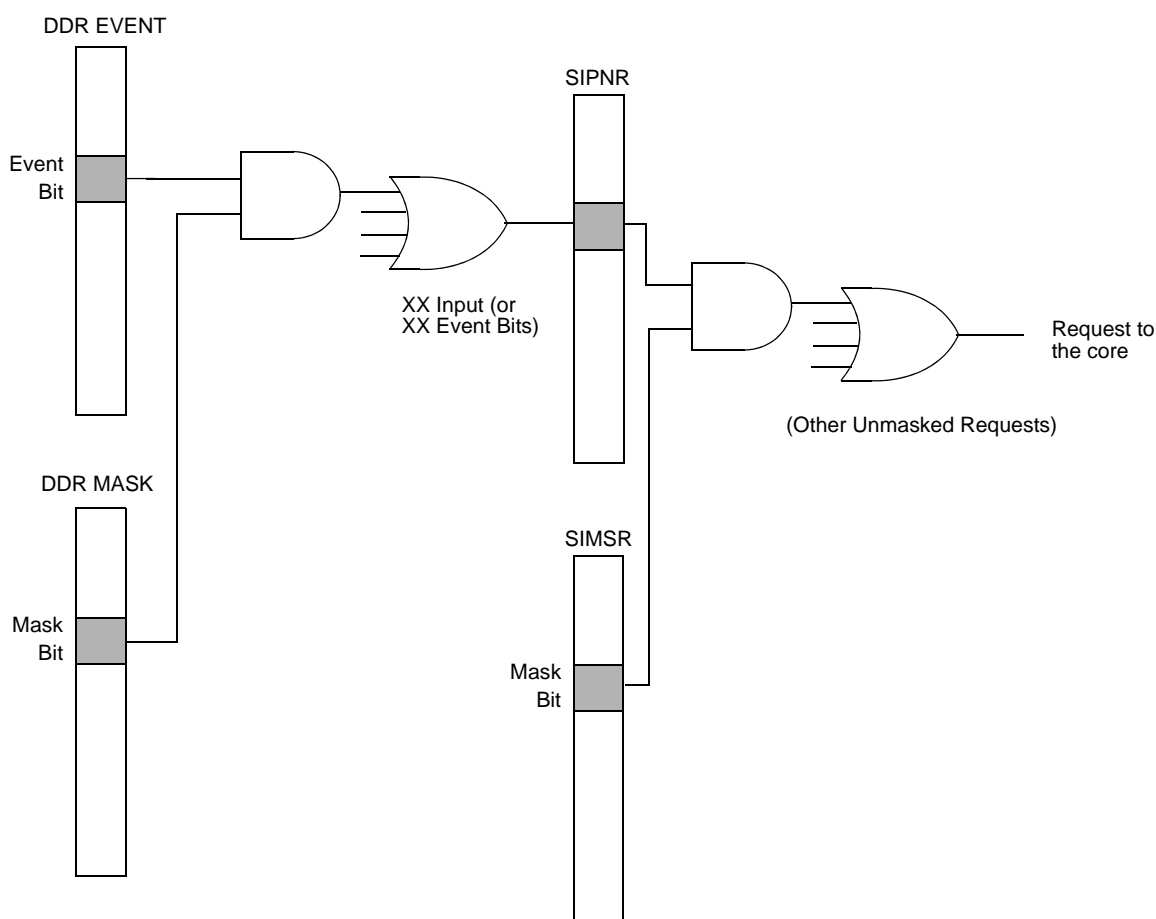 DDR EVENT
SIPNR
Event
Bit
XX Input (or
XX Event Bits)
Request to
the core
(Other Unmasked Requests)
DDR MASK
SIMSR
Mask
Bit
Mask
Bit